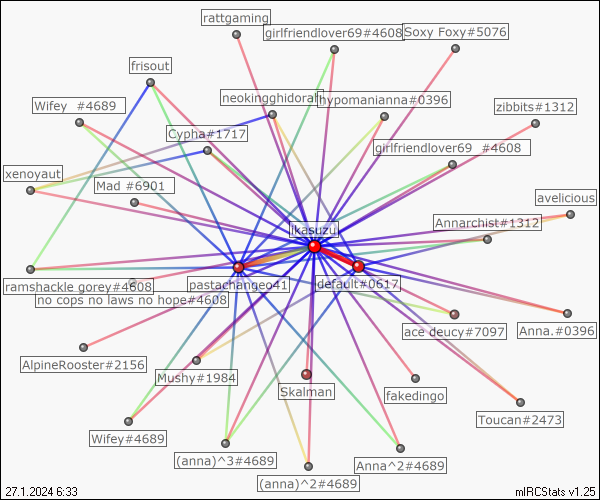 rattgaming
girlfriendlover69#4608
Soxy Foxy#5076
frisout
neokingghidorah
hypomanianna#0396
Wifey #4689
zibbits#1312
Cypha#1717
girlfriendlover69 #4608
xenoyaut
Mad #6901
avelicious
Annarchist#1312
Ikasuzu
ramshackle gorey#4608
pastachangeo41
default#0617
no cops no laws no hope#4608
ace deucy#7097
Anna.#0396
AlpineRooster#2156
Mushy#1984
Skalman
fakedingo
Toucan#2473
Wifey#4689
(anna)^3#4689
Anna^2#4689
(anna)^2#4689
27.1.2024 6:33
mIRCStats v1.25